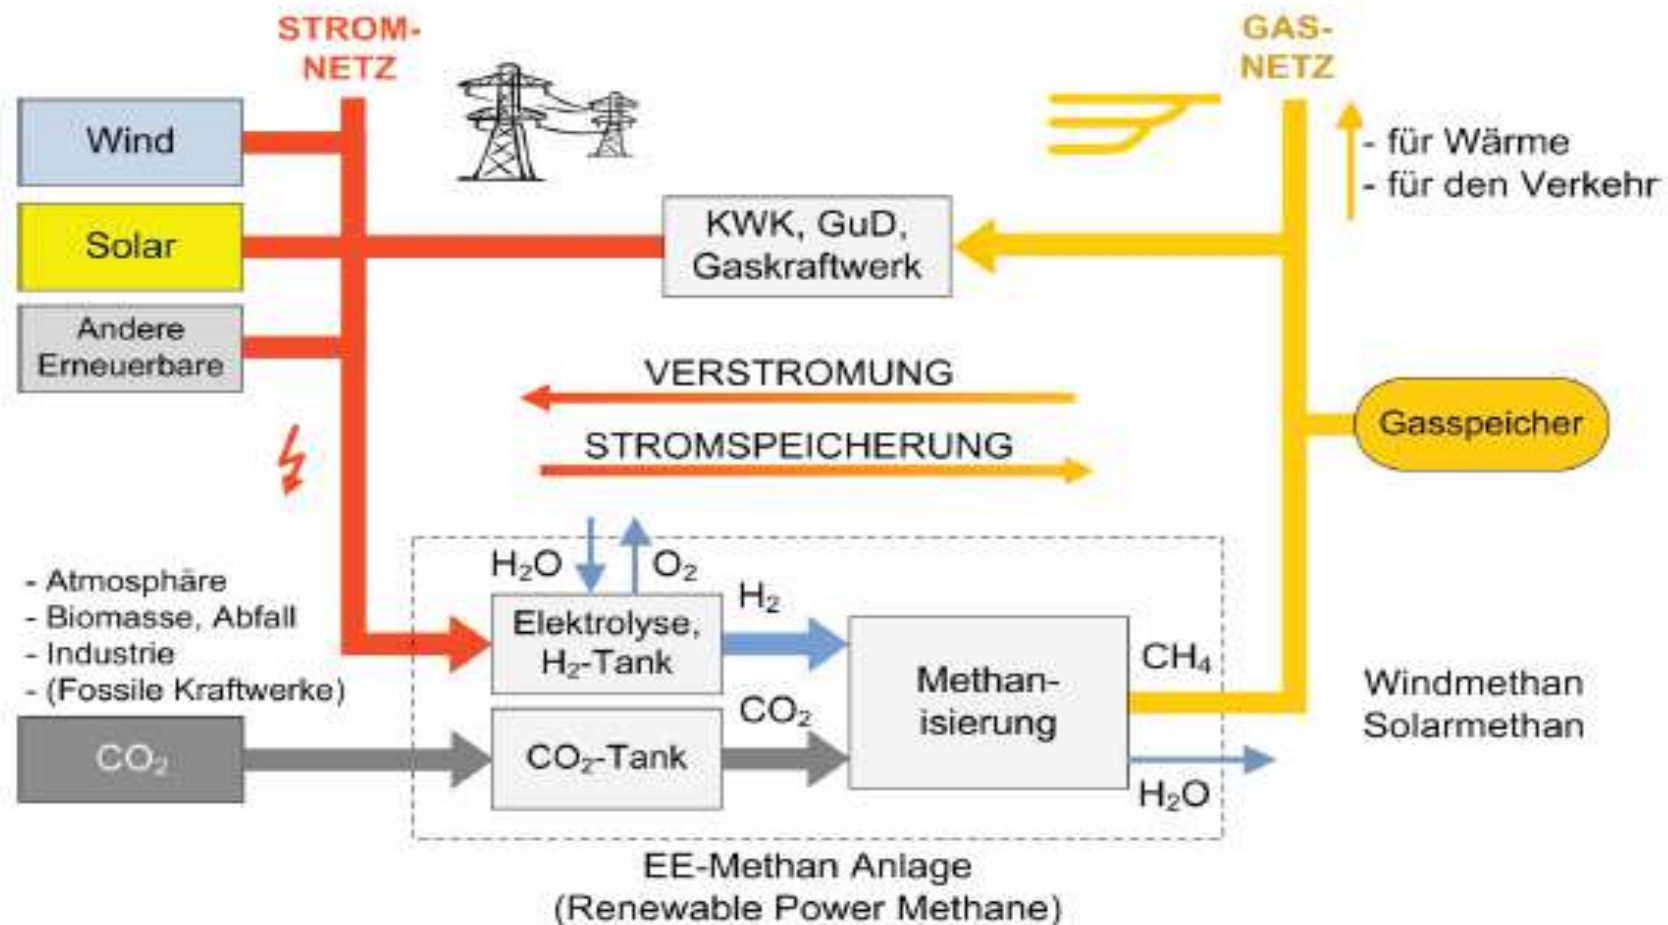 STROM-
NETZ
GAS-
NETZ
Wind
- für Wärme
- für den Verkehr
Solar
KWK, GuD,
Gaskraftwerk
Andere
Erneuerbare
VERSTROMUNG
Gasspeicher
STROMSPEICHERUNG
H₂O
O₂
- Atmosphäre
- Biomasse, Abfall
- Industrie
- (Fossile Kraftwerke)
Elektrolyse,
H₂-Tank
H₂
Methan-
isierung
CH₄
Windmethan
Solarmethan
CO₂
CO₂-Tank
CO₂
H₂O
EE-Methan Anlage
(Renewable Power Methane)